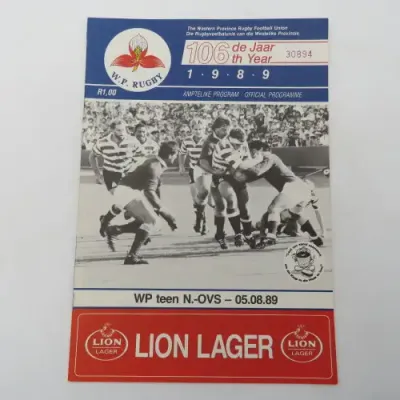 The Western Province Rugby Football Union
Die Rugbyvoetbalunie van die Westelike Provinsie
106 de Jaar
th Year
30894
1•9•8•9
W.P. RUGBY
R1,00
AMPTELIKE PROGRAM OFFICIAL PROGRAMME
WP teen N.-OVS – 05.08.89
LION
LAGER
LION LAGER
LION
LAGER